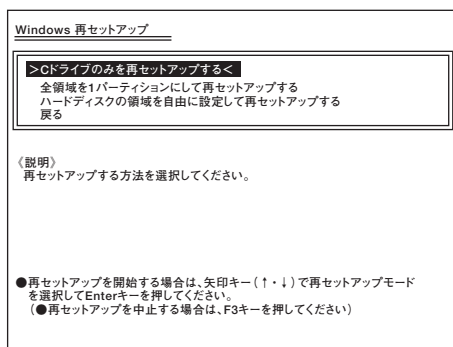 Windows 再セットアップ
>Cドライブのみを再セットアップする<
全領域を1パーティションにして再セットアップする
ハードディスクの領域を自由に設定して再セットアップする
戻る
《説明》
再セットアップする方法を選択してください。
●再セットアップを開始する場合は、矢印キー(↑・↓)で再セットアップモード
を選択してEnterキーを押してください。
(●再セットアップを中止する場合は、F3キーを押してください)